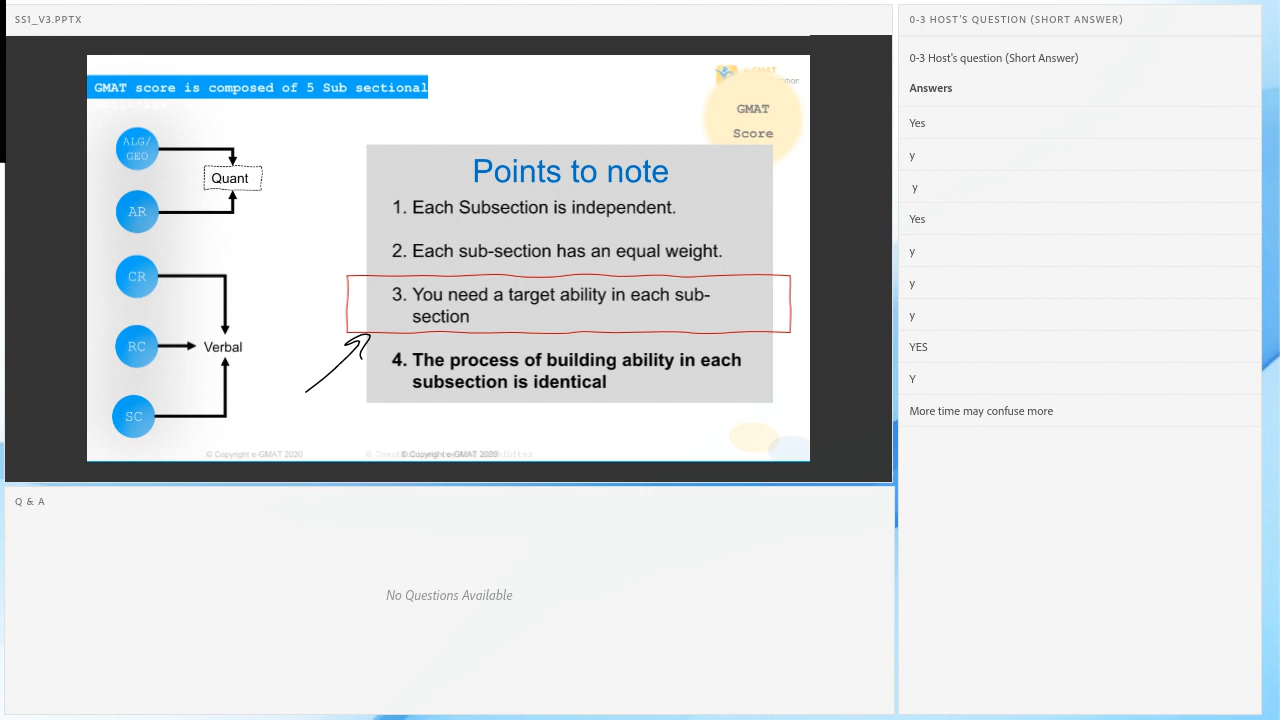 SS1_V3.PPTX
GMAT score is composed of 5 Sub sectional
abilities
e-GMAT
GMAT
Score
ALG/
GEO
Quant
AR
CR
RC
Verbal
SC
Points to note
1. Each Subsection is independent.
2. Each sub-section has an equal weight.
3. You need a target ability in each sub-
section
4. The process of building ability in each
subsection is identical
© Copyright e-GMAT 2020
© Copyright e-GMAT 2020
Q & A
No Questions Available
0-3 HOST'S QUESTION (SHORT ANSWER)
0-3 Host's question (Short Answer)
Answers
Yes
y
y
Yes
y
y
y
YES
Y
More time may confuse more